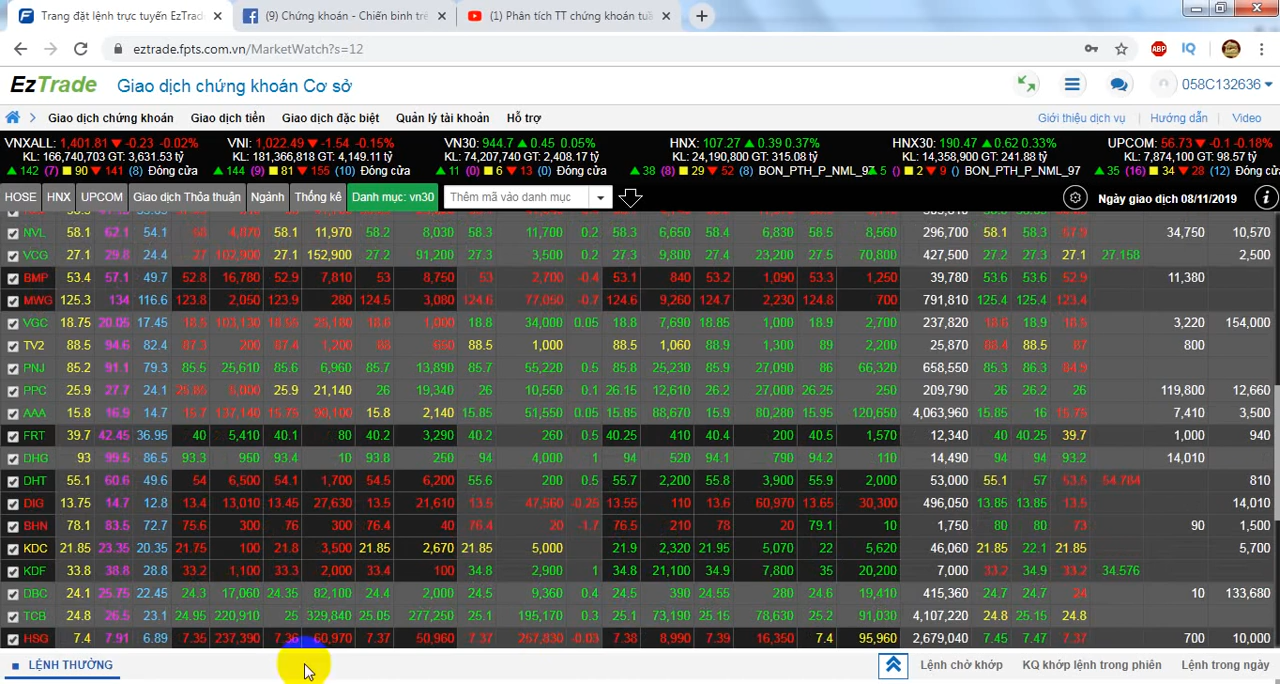 Trang đặt lệnh trực tuyến EzTrad
(9) Chứng khoán - Chiến binh trê
(1) Phân tích TT chứng khoán tuầ
eztrade.fpts.com.vn/MarketWatch?s=12
ABP IQ
EzTrade Giao dịch chứng khoán Cơ sở 058C132636
Giao dịch chứng khoán Giao dịch tiền Giao dịch đặc biệt Quản lý tài khoản Hỗ trợ Giới thiệu dịch vụ Hướng dẫn Video
VNXALL: 1,401.81 ▼ -0.23 -0.02% VNI: 1,022.49 ▼ -1.54 -0.15% VN30: 944.7 ▲ 0.45 0.05% HNX: 107.27 ▲ 0.39 0.37% HNX30: 190.47 ▲ 0.62 0.33% UPCOM: 56.73 ▼ -0.1 -0.18%
KL: 166,740,703 GT: 3,631.53 tỷ KL: 181,366,818 GT: 4,149.11 tỷ KL: 74,207,740 GT: 2,408.17 tỷ KL: 24,190,800 GT: 315.08 tỷ KL: 14,358,900 GT: 241.88 tỷ KL: 7,874,100 GT: 98.57 tỷ
▲ 142 (7) 90 ▼ 141 (8) Đóng cửa ▲ 144 (9) 81 ▼ 155 (10) Đóng cửa ▲ 11 (0) 6 ▼ 13 (0) Đóng cửa ▲ 38 (8) 29 ▼ 52 (8) BON_PTH_P_NML_97 5 () 2 ▼ 9 () BON_PTH_P_NML_97 ▲ 35 (16) 34 ▼ 28 (12) Đóng cửa
HOSE HNX UPCOM Giao dịch Thỏa thuận Ngành Thống kê Danh mục: vn30 Thêm mã vào danh mục Ngày giao dịch 08/11/2019
NVL 58.1 62.1 54.1 58 4,070 58.1 11,970 58.2 8,030 58.3 11,700 0.2 58.3 6,650 58.4 6,830 58.5 8,560 296,700 58.1 58.3 57.9 34,750 10,570
VCG 27.1 29.8 24.4 27 102,900 27.1 152,900 27.2 91,200 27.3 3,500 0.2 27.3 9,800 27.4 23,200 27.5 70,800 427,500 27.2 27.3 27.1 27.158 2,500
BMP 53.4 57.1 49.7 52.8 16,780 52.9 7,810 53 8,750 53 2,700 -0.4 53.1 840 53.2 1,090 53.3 1,250 39,780 53.6 53.6 52.9 11,380
MWG 125.3 134 116.6 123.8 2,050 123.9 280 124.5 3,080 124.6 77,050 -0.7 124.6 9,260 124.7 2,230 124.8 700 791,810 125.4 125.4 123.4
VGC 18.75 20.05 17.45 18.5 103,130 18.55 25,180 18.6 1,000 18.8 34,000 0.05 18.8 7,690 18.85 1,000 18.9 2,700 237,820 18.6 18.9 18.5 3,220 154,000
TV2 88.5 94.6 82.4 87.3 200 87.4 1,200 88 650 88.5 1,000 88.5 1,060 88.9 1,300 89 2,200 25,870 88.4 88.5 87 800
PNJ 85.2 91.1 79.3 85.5 25,610 85.6 6,960 85.7 13,890 85.7 55,220 0.5 85.8 25,230 85.9 27,090 86 66,320 658,550 85.3 86.3 84.9
PPC 25.9 27.7 24.1 25.85 5,000 25.9 21,140 26 19,340 26 10,550 0.1 26.15 12,610 26.2 27,000 26.25 250 209,790 26 26.2 26 119,800 12,660
AAA 15.8 16.9 14.7 15.7 137,140 15.75 90,100 15.8 2,140 15.85 51,550 0.05 15.85 88,670 15.9 80,280 15.95 120,650 4,063,960 15.85 16 15.75 7,410 3,500
FRT 39.7 42.45 36.95 40 5,410 40.1 80 40.2 3,290 40.2 260 0.5 40.25 410 40.4 200 40.5 1,570 12,340 40 40.25 39.7 1,000 940
DHG 93 99.5 86.5 93.3 950 93.4 10 93.8 250 94 4,000 1 94 520 94.1 790 94.2 110 14,490 94 94 93.2 14,010
DHT 55.1 60.6 49.6 54 6,500 54.1 1,700 54.5 6,200 55.6 200 0.5 55.7 2,200 55.8 3,900 55.9 2,000 53,000 55.1 57 53.5 54.784 810
DIG 13.75 14.7 12.8 13.4 13,010 13.45 27,630 13.5 21,610 13.5 47,560 -0.25 13.55 110 13.6 60,970 13.65 30,300 496,050 13.85 13.85 13.5 14,010
BHN 78.1 83.5 72.7 75.6 300 76 300 76.4 40 76.4 20 -1.7 76.5 210 78 20 79.1 10 1,750 80 80 73 90 1,500
KDC 21.85 23.35 20.35 21.75 100 21.8 3,500 21.85 2,670 21.85 5,000 21.9 2,320 21.95 5,070 22 5,620 46,060 21.85 22.1 21.85 5,700
KDF 33.8 38.8 28.8 33.2 1,100 33.3 2,000 33.4 100 34.8 2,900 1 34.8 21,100 34.9 7,800 35 20,200 7,000 33.2 34.9 33.2 34.576
DBC 24.1 25.75 22.45 24.3 17,060 24.35 82,100 24.4 2,000 24.5 9,360 0.4 24.5 390 24.55 280 24.6 19,410 415,360 24.7 24.7 24 10 133,680
TCB 24.8 26.5 23.1 24.95 220,910 25 329,840 25.05 277,250 25.1 195,170 0.3 25.1 73,190 25.15 78,630 25.2 91,030 4,107,220 24.8 25.15 24.8
HSG 7.4 7.91 6.89 7.35 237,390 7.36 60,970 7.37 50,960 7.37 257,830 -0.03 7.38 8,990 7.39 16,350 7.4 95,960 2,679,040 7.45 7.47 7.37 700 10,000
LỆNH THƯỜNG Lệnh chờ khớp KQ khớp lệnh trong phiên Lệnh trong ngày